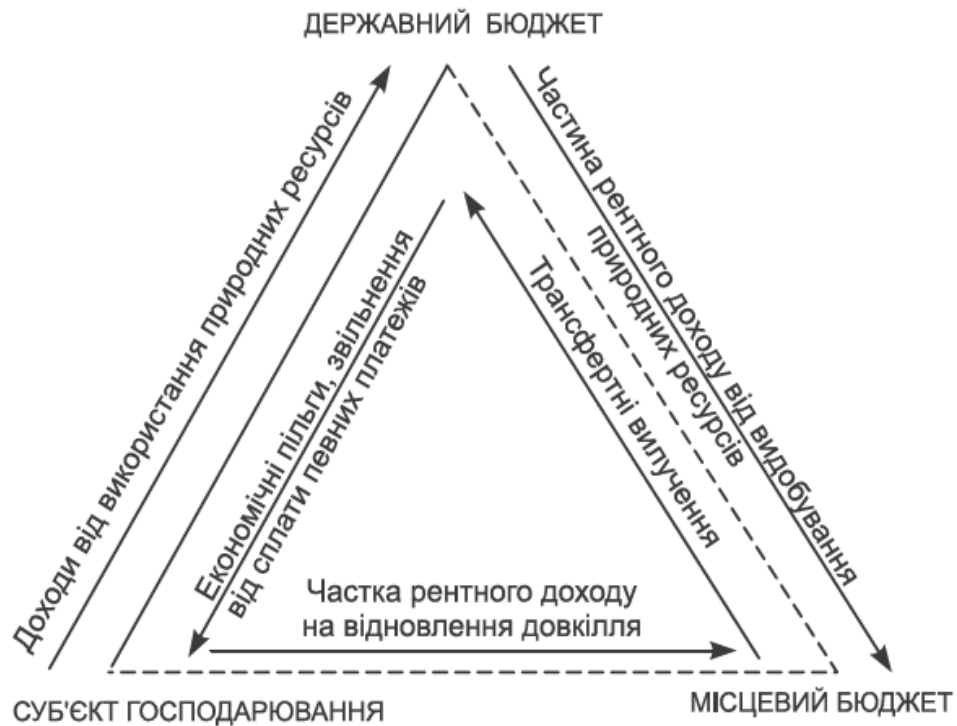 ДЕРЖАВНИЙ БЮДЖЕТ
Доходи від використання природних ресурсів
Економічні пільги, звільнення
від сплати певних платежів
Трансфертні вилучення
Частина рентного доходу від видобування
природних ресурсів
Частка рентного доходу
на відновлення довкілля
СУБ'ЄКТ ГОСПОДАРЮВАННЯ
МІСЦЕВИЙ БЮДЖЕТ